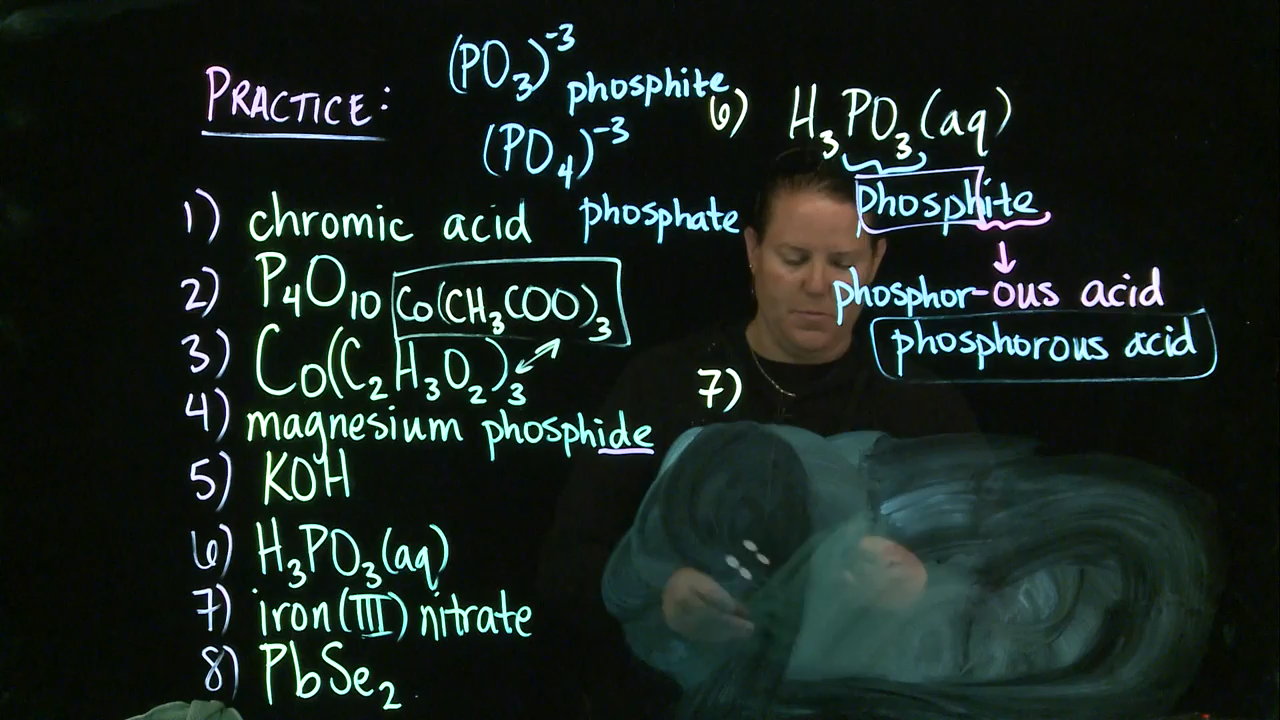 PRACTICE:
(PO₃)⁻³ phosphite
(PO₄)⁻³ phosphate
1) chromic acid
2) P₄O₁₀
Co(CH₃COO)₃
3) Co(C₂H₃O₂)₃
4) magnesium phosphide
5) KOH
6) H₃PO₃(aq)
7) iron(III) nitrate
8) PbSe₂
6) H₃PO₃(aq)
phosphite
↓
phosphor-ous acid
phosphorous acid
7)